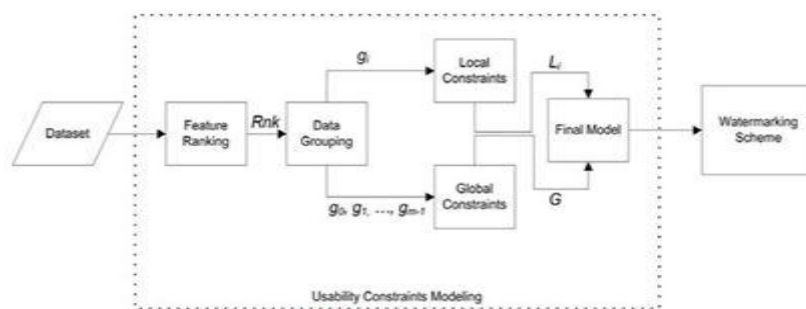 Dataset
Feature
Ranking
Rnk
Data
Grouping
gi
Local
Constraints
Li
Final Model
Watermarking
Scheme
g0, g1, ...., gm-1
Global
Constraints
G
Usability Constraints Modeling